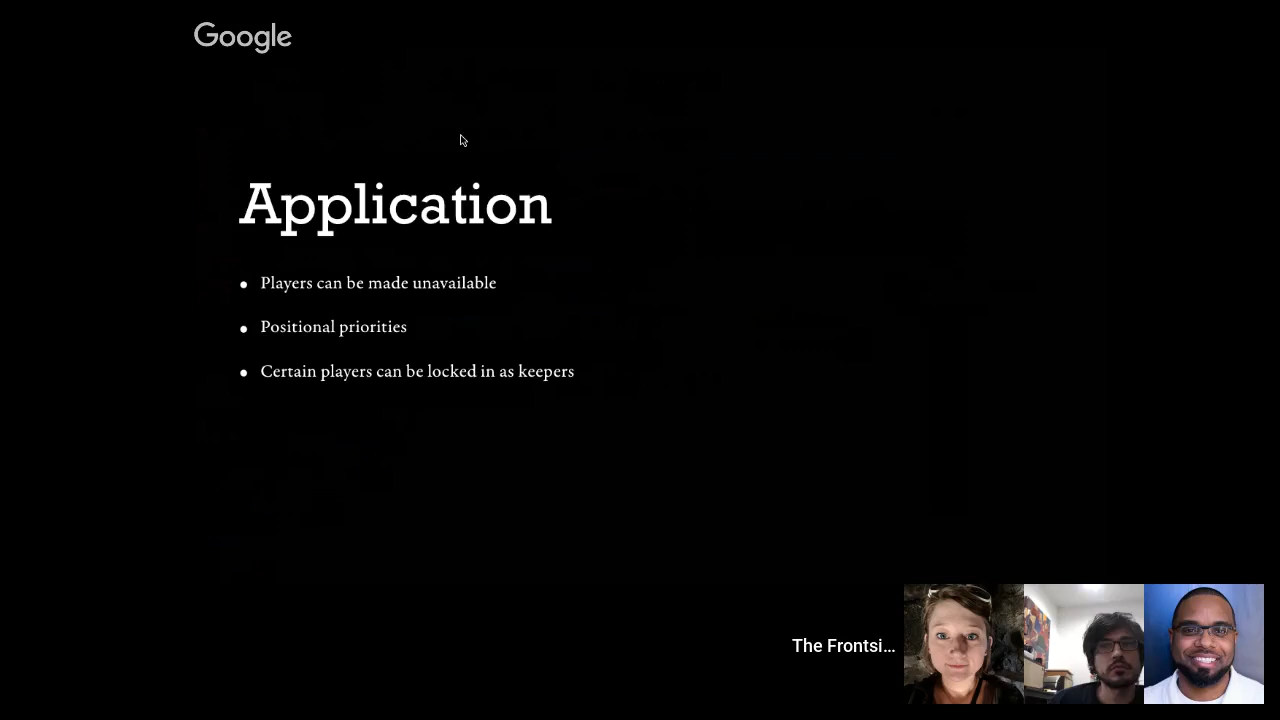 Google
Application
• Players can be made unavailable
• Positional priorities
• Certain players can be locked in as keepers
The Frontsi...